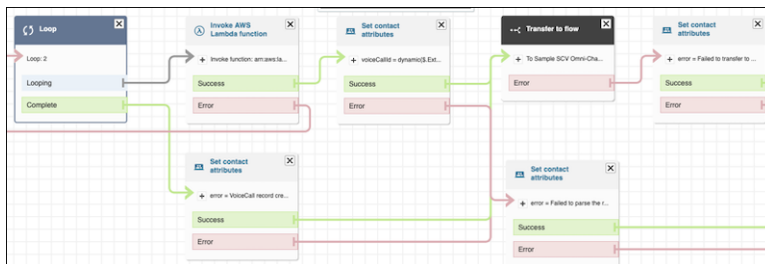 Loop
Loop: 2
Looping
Complete
Invoke AWS
Lambda function
Invoke function: arn:aws:la...
Success
Error
Set contact
attributes
voiceCallId = dynamic($.Ext...
Success
Error
Transfer to flow
To Sample SCV Omni-Cha...
Error
Set contact
attributes
error = Failed to transfer to ...
Success
Error
Set contact
attributes
error = VoiceCall record cre...
Success
Error
Set contact
attributes
error = Failed to parse the r...
Success
Error